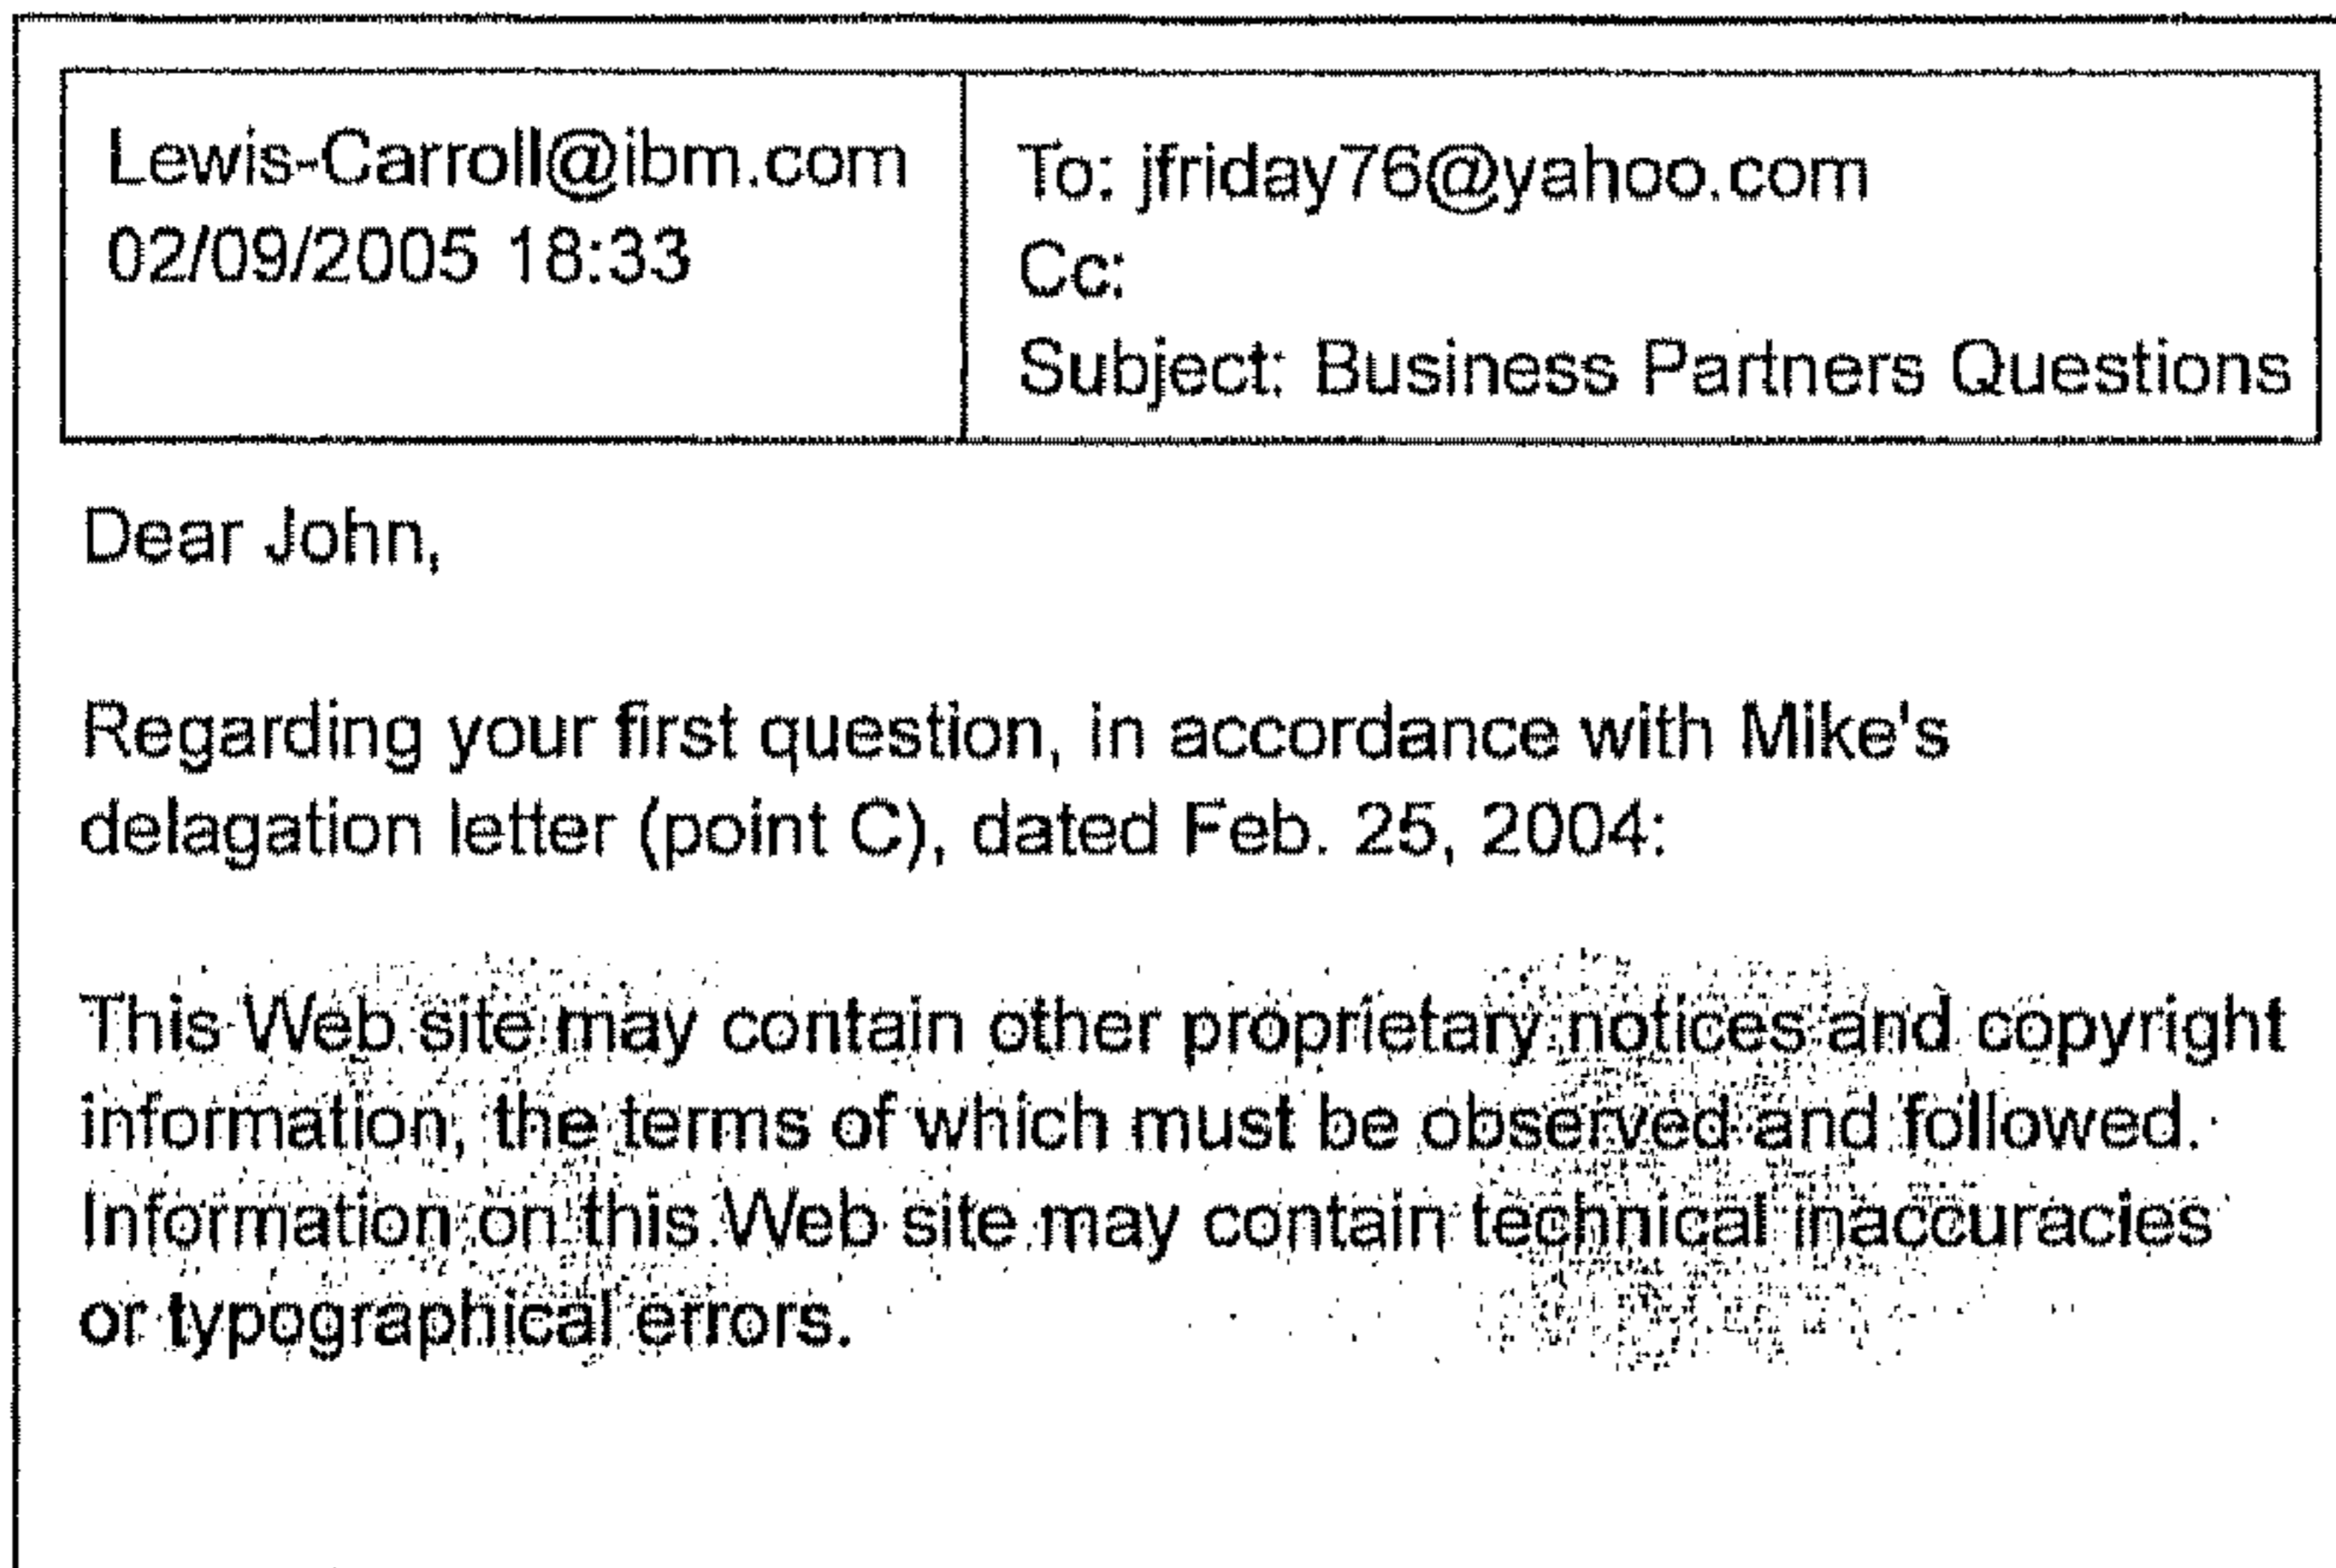 Lewis-Carroll@ibm.com
02/09/2005 18:33
To: jfriday76@yahoo.com
Cc:
Subject: Business Partners Questions
Dear John,
Regarding your first question, in accordance with Mike's
delagation letter (point C), dated Feb. 25, 2004:
This Web site may contain other proprietary notices and copyright
information, the terms of which must be observed and followed.
Information on this Web site may contain technical inaccuracies
or typographical errors.